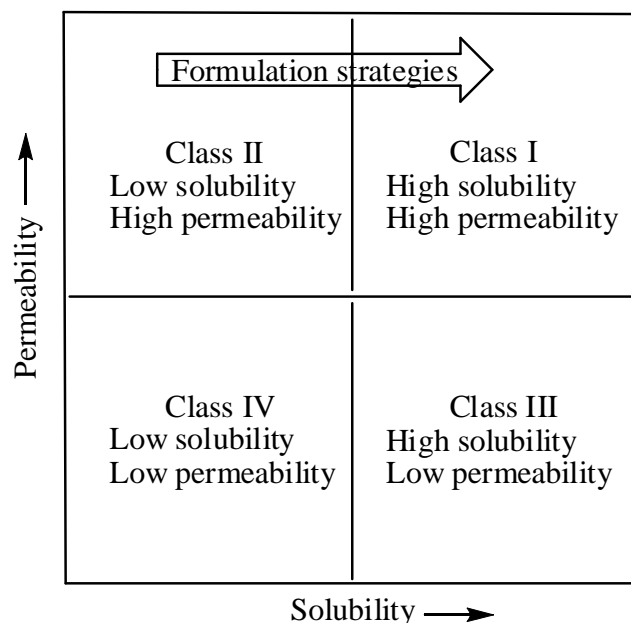 Formulation strategies
Class II
Low solubility
High permeability
Class I
High solubility
High permeability
Permeability
Class IV
Low solubility
Low permeability
Class III
High solubility
Low permeability
Solubility